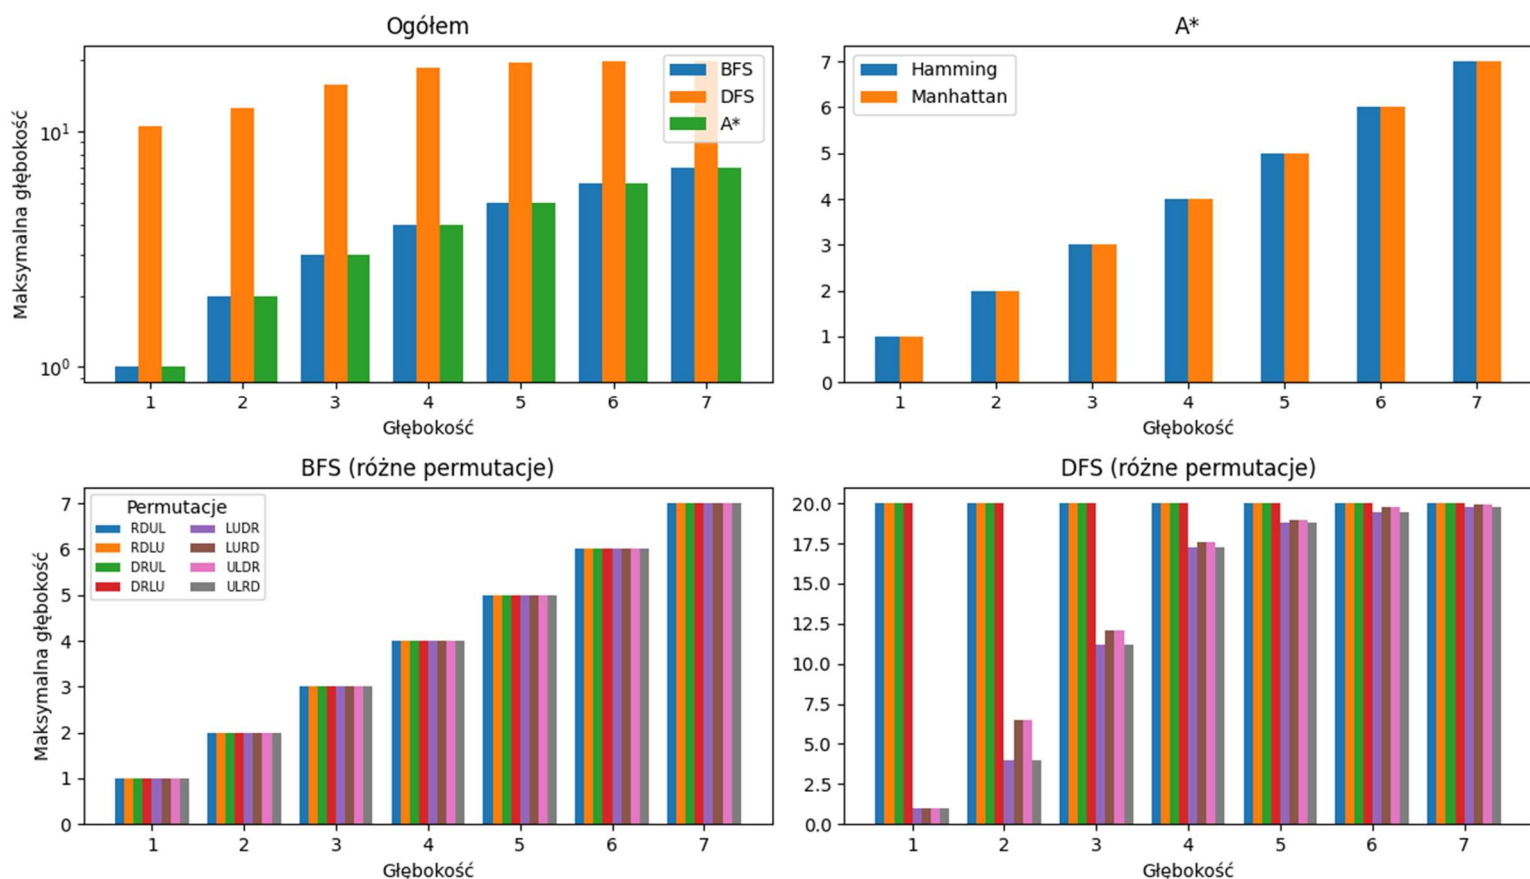 Ogółem
Maksymalna głębokość
10¹
10⁰
BFS
DFS
A*
1 2 3 4 5 6 7
Głębokość
A*
7
6
5
4
3
2
1
0
Hamming
Manhattan
1 2 3 4 5 6 7
Głębokość
BFS (różne permutacje)
Maksymalna głębokość
7
6
5
4
3
2
1
0
Permutacje
RDUL LUDR
RDLU LURD
DRUL ULDR
DRLU ULRD
1 2 3 4 5 6 7
Głębokość
DFS (różne permutacje)
20.0
17.5
15.0
12.5
10.0
7.5
5.0
2.5
0.0
1 2 3 4 5 6 7
Głębokość